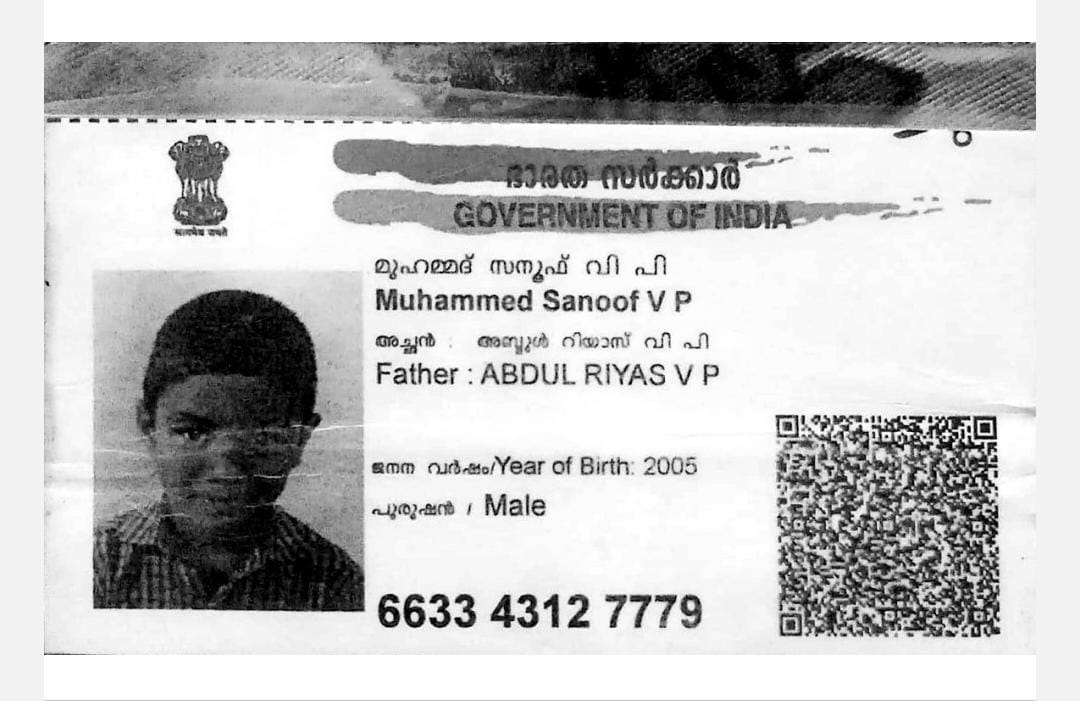 सत्यमेव जयते
ഭാരത സർക്കാർ
GOVERNMENT OF INDIA
മുഹമ്മദ് സനൂഫ് വി പി
Muhammed Sanoof V P
അച്ഛൻ : അബ്ദുൾ റിയാസ് വി പി
Father : ABDUL RIYAS V P
ജനന വർഷം/Year of Birth: 2005
പുരുഷൻ / Male
6633 4312 7779